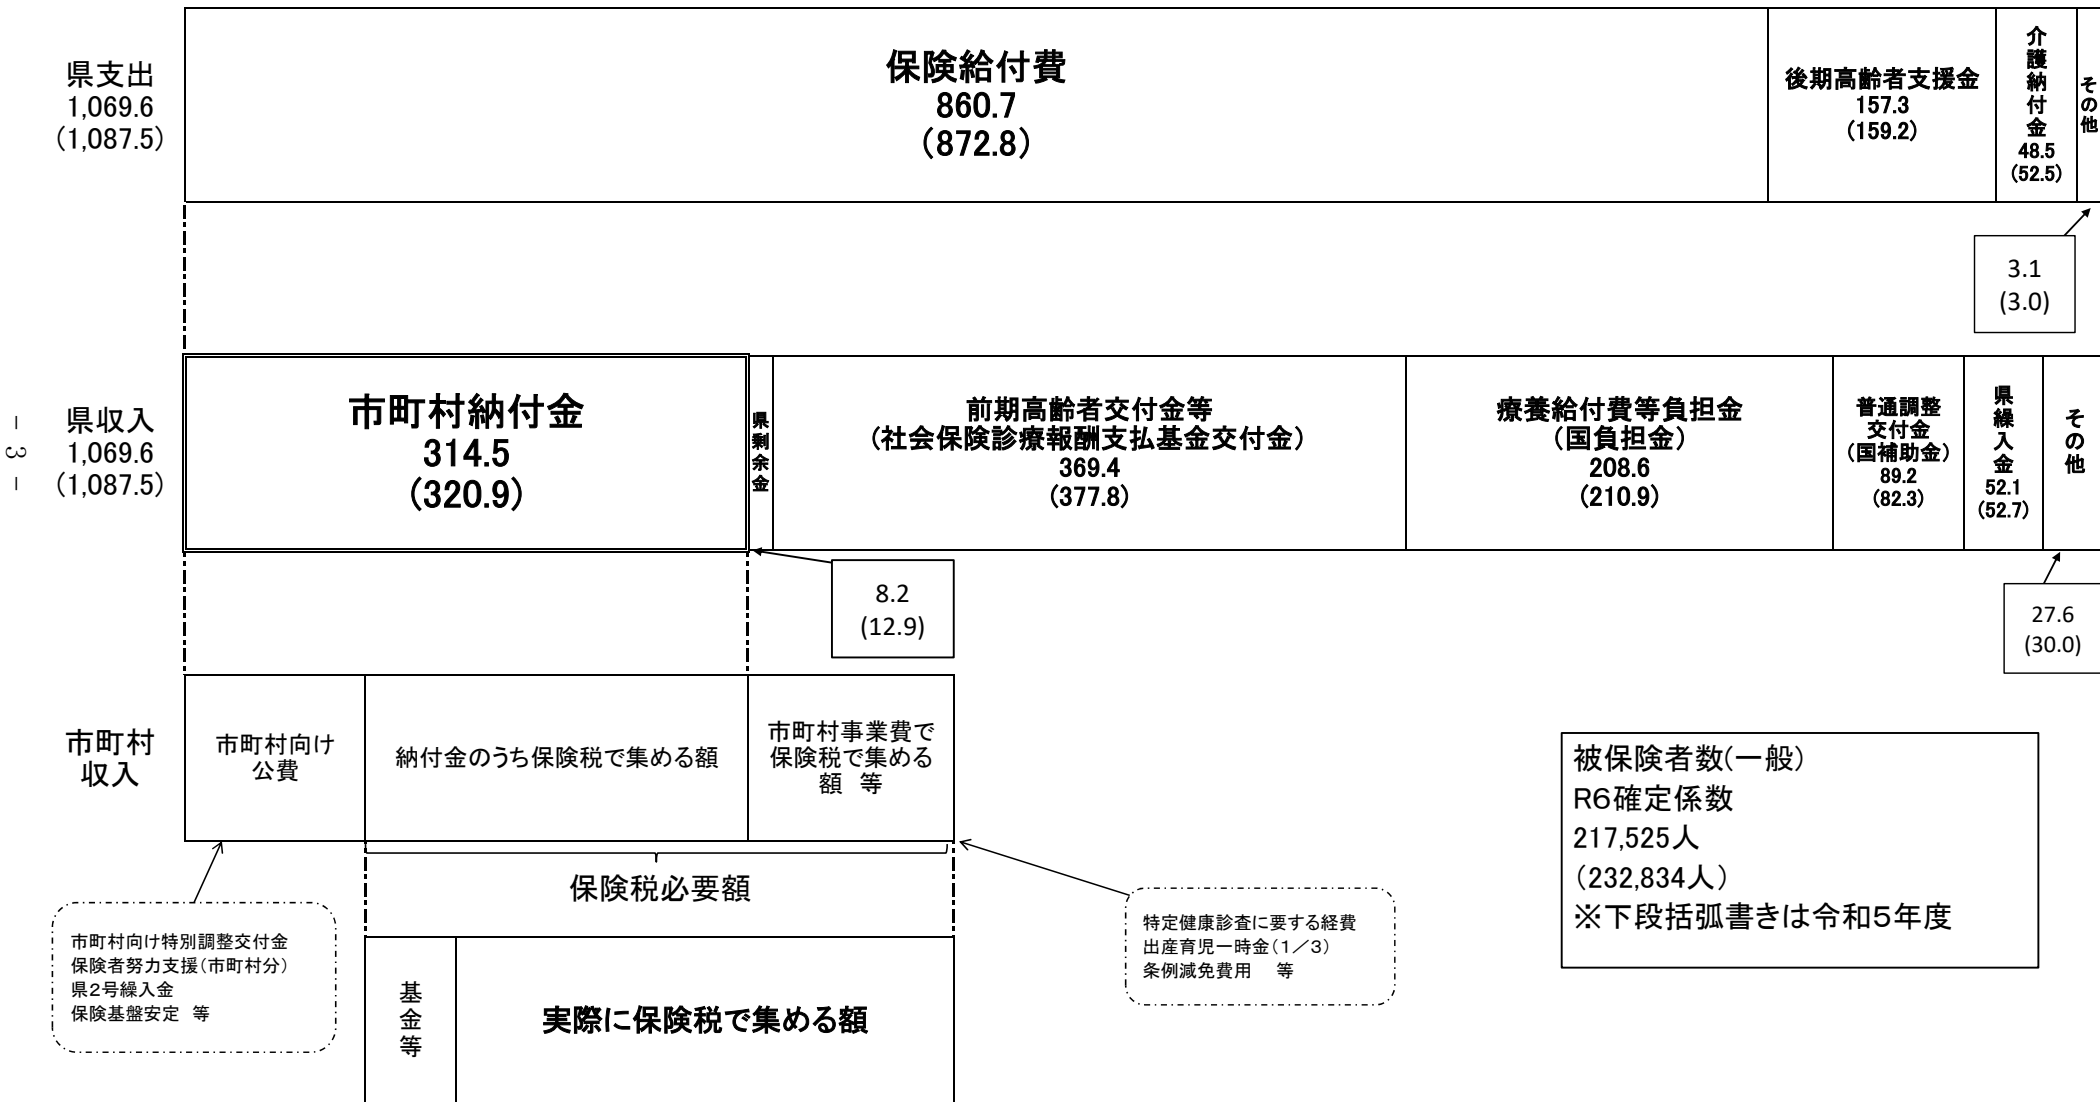 県支出
1,069.6
(1,087.5)
保険給付費
860.7
(872.8)
後期高齢者支援金
157.3
(159.2)
介護納付金
48.5
(52.5)
その他
3.1
(3.0)
県収入
1,069.6
(1,087.5)
市町村納付金
314.5
(320.9)
県剰余金
前期高齢者交付金等
(社会保険診療報酬支払基金交付金)
369.4
(377.8)
療養給付費等負担金
(国負担金)
208.6
(210.9)
普通調整
交付金
(国補助金)
89.2
(82.3)
県繰入金
52.1
(52.7)
その他
8.2
(12.9)
27.6
(30.0)
- 3 -
市町村
収入
市町村向け
公費
納付金のうち保険税で集める額
市町村事業費で
保険税で集める
額 等
被保険者数(一般)
R6確定係数
217,525人
(232,834人)
※下段括弧書きは令和5年度
保険税必要額
市町村向け特別調整交付金
保険者努力支援(市町村分)
県2号繰入金
保険基盤安定 等
特定健康診査に要する経費
出産育児一時金(1/3)
条例減免費用 等
基金等
実際に保険税で集める額